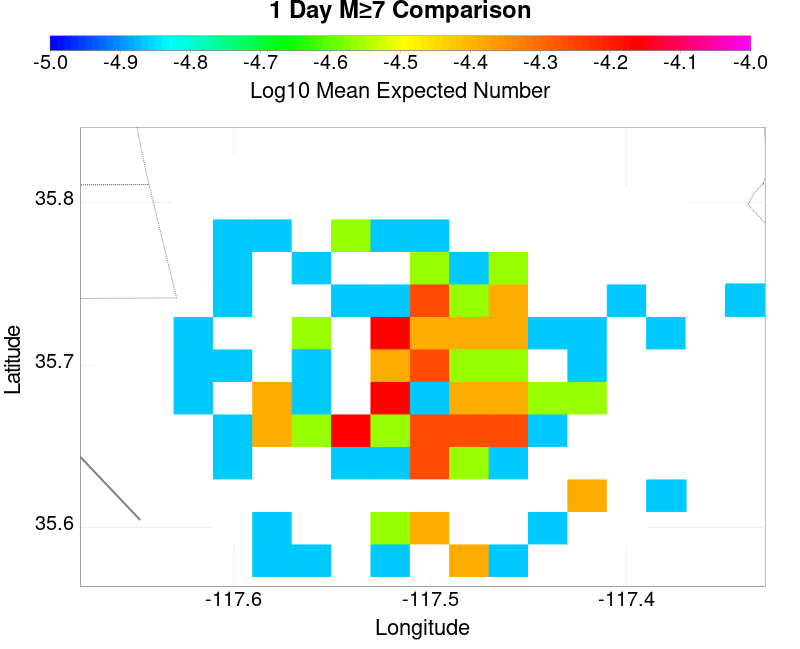 1 Day M≥7 Comparison
-5.0 -4.9 -4.8 -4.7 -4.6 -4.5 -4.4 -4.3 -4.2 -4.1 -4.0
Log10 Mean Expected Number
35.8
35.7
35.6
Latitude
-117.6 -117.5 -117.4
Longitude